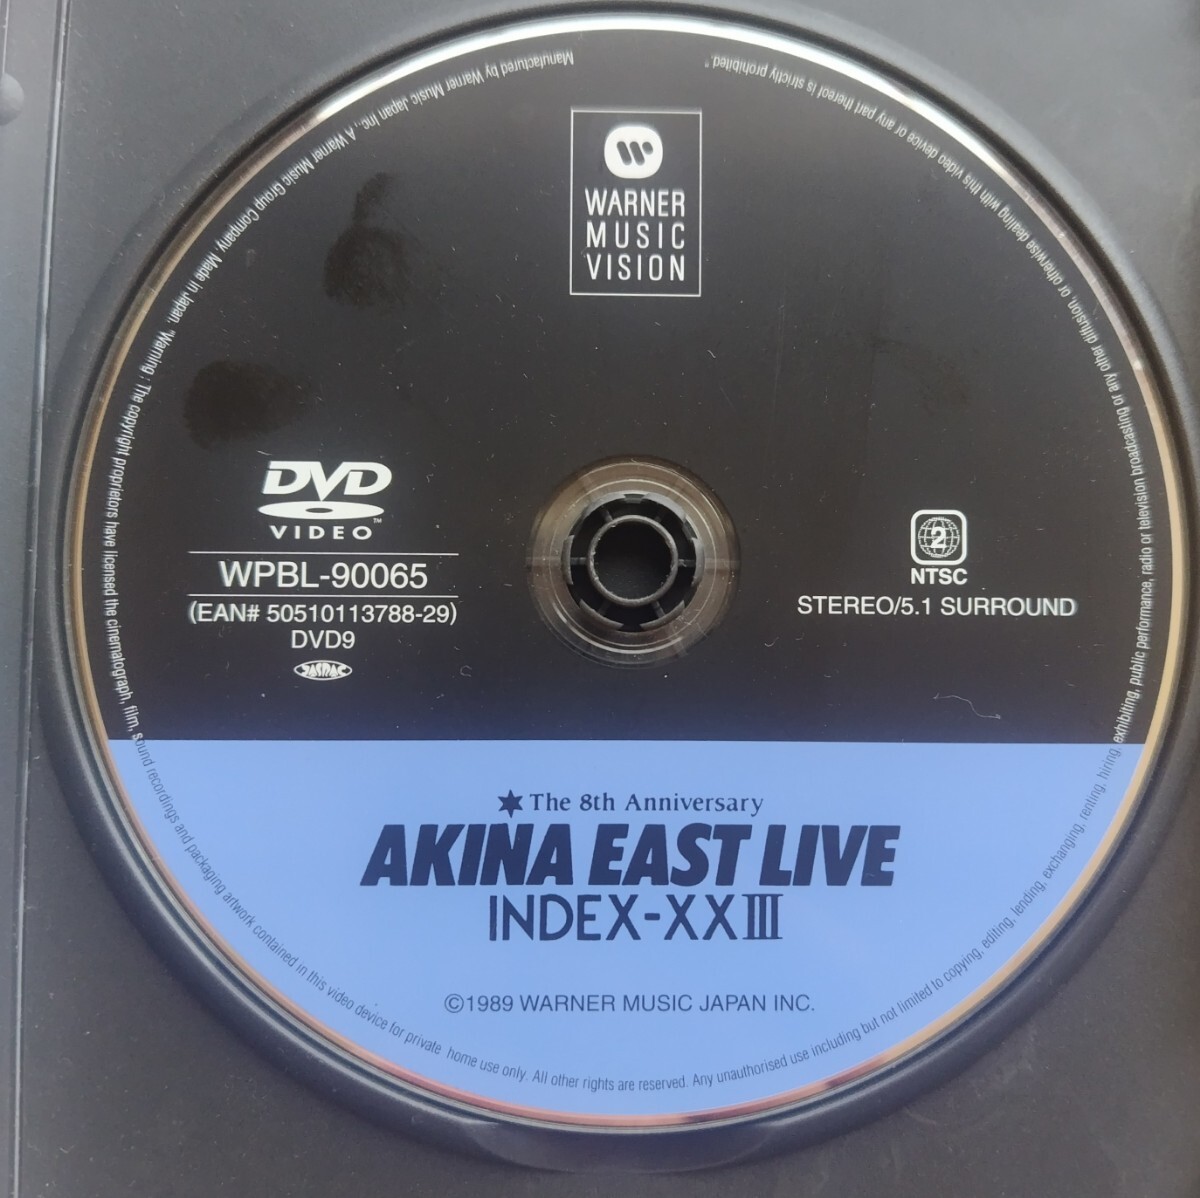 WARNER
MUSIC
VISION
DVD
VIDEO™
WPBL-90065
(EAN# 50510113788-29)
DVD9
JASRAC
2
NTSC
STEREO/5.1 SURROUND
The 8th Anniversary
AKINA EAST LIVE
INDEX-XXIII
©1989 WARNER MUSIC JAPAN INC.
Manufactured by Warner Music Japan Inc., A Warner Music Group Company. Made in Japan. "Warning : The copyright proprietors have licensed the cinematograph, film, sound recordings and packaging artwork contained in this video device for private home use only. All other rights are reserved. Any unauthorised use including but not limited to copying, editing, lending, exchanging, renting, hiring, exhibiting, public performance, radio or television broadcasting or any other diffusion, or otherwise dealing with this video device or any part thereof is strictly prohibited."